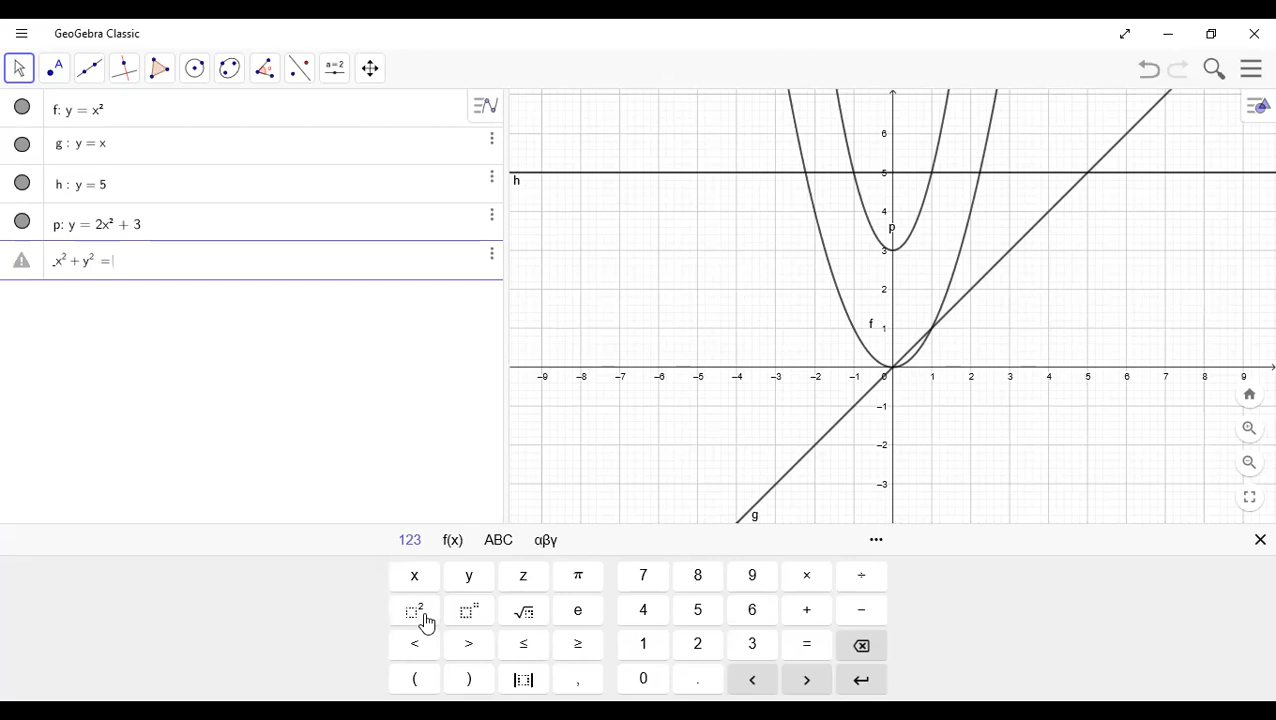 GeoGebra Classic
a=2
f: y = x²
g : y = x
h : y = 5
p: y = 2x² + 3
x² + y² =
h
p
f
g
6
5
4
3
2
1
−1
−2
−3
−9 −8 −7 −6 −5 −4 −3 −2 −1 0 1 2 3 4 5 6 7 8 9
123 f(x) ABC αβγ ...
x y z π 7 8 9 × ÷
2 √ e 4 5 6 + −
< > ≤ ≥ 1 2 3 = 
( ) | | , 0 . < >